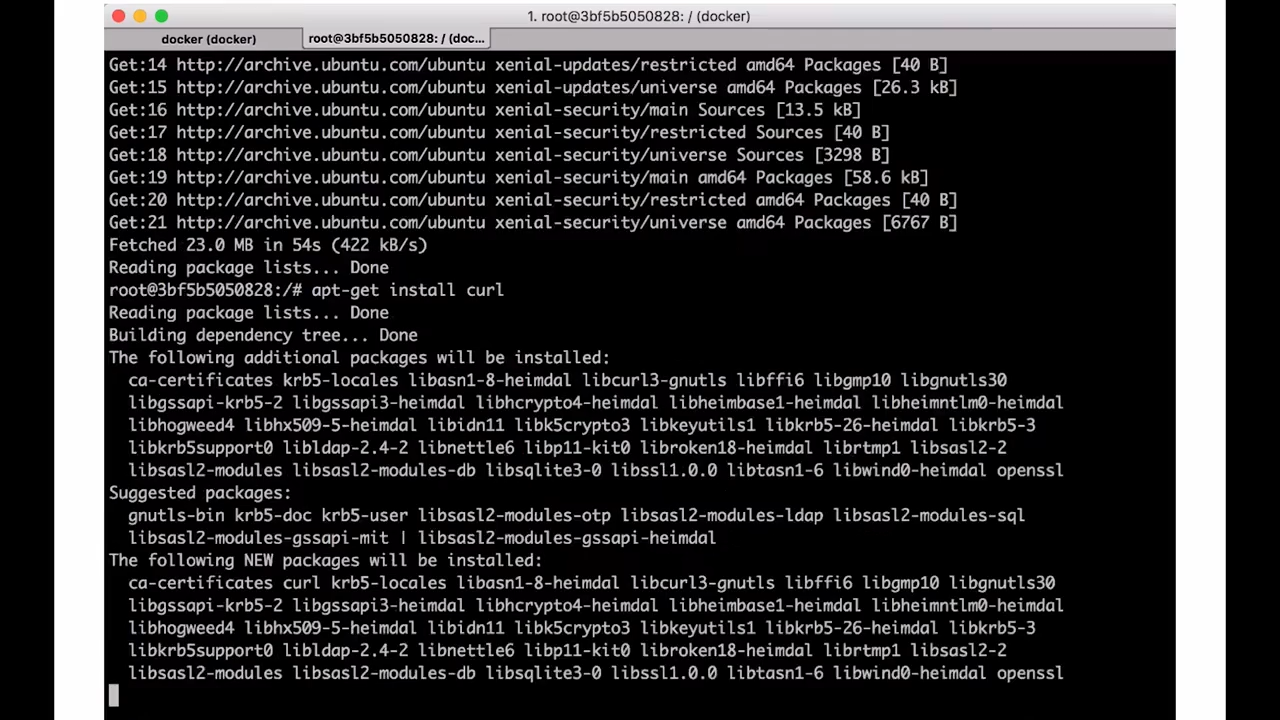 1. root@3bf5b5050828: / (docker)
docker (docker)
root@3bf5b5050828: / (doc...
Get:14 http://archive.ubuntu.com/ubuntu xenial-updates/restricted amd64 Packages [40 B]
Get:15 http://archive.ubuntu.com/ubuntu xenial-updates/universe amd64 Packages [26.3 kB]
Get:16 http://archive.ubuntu.com/ubuntu xenial-security/main Sources [13.5 kB]
Get:17 http://archive.ubuntu.com/ubuntu xenial-security/restricted Sources [40 B]
Get:18 http://archive.ubuntu.com/ubuntu xenial-security/universe Sources [3298 B]
Get:19 http://archive.ubuntu.com/ubuntu xenial-security/main amd64 Packages [58.6 kB]
Get:20 http://archive.ubuntu.com/ubuntu xenial-security/restricted amd64 Packages [40 B]
Get:21 http://archive.ubuntu.com/ubuntu xenial-security/universe amd64 Packages [6767 B]
Fetched 23.0 MB in 54s (422 kB/s)
Reading package lists... Done
root@3bf5b5050828:/# apt-get install curl
Reading package lists... Done
Building dependency tree... Done
The following additional packages will be installed:
ca-certificates krb5-locales libasn1-8-heimdal libcurl3-gnutls libffi6 libgmp10 libgnutls30
libgssapi-krb5-2 libgssapi3-heimdal libhcrypto4-heimdal libheimbase1-heimdal libheimntlm0-heimdal
libhogweed4 libhx509-5-heimdal libidn11 libk5crypto3 libkeyutils1 libkrb5-26-heimdal libkrb5-3
libkrb5support0 libldap-2.4-2 libnettle6 libp11-kit0 libroken18-heimdal librtmp1 libsasl2-2
libsasl2-modules libsasl2-modules-db libsqlite3-0 libssl1.0.0 libtasn1-6 libwind0-heimdal openssl
Suggested packages:
gnutls-bin krb5-doc krb5-user libsasl2-modules-otp libsasl2-modules-ldap libsasl2-modules-sql
libsasl2-modules-gssapi-mit | libsasl2-modules-gssapi-heimdal
The following NEW packages will be installed:
ca-certificates curl krb5-locales libasn1-8-heimdal libcurl3-gnutls libffi6 libgmp10 libgnutls30
libgssapi-krb5-2 libgssapi3-heimdal libhcrypto4-heimdal libheimbase1-heimdal libheimntlm0-heimdal
libhogweed4 libhx509-5-heimdal libidn11 libk5crypto3 libkeyutils1 libkrb5-26-heimdal libkrb5-3
libkrb5support0 libldap-2.4-2 libnettle6 libp11-kit0 libroken18-heimdal librtmp1 libsasl2-2
libsasl2-modules libsasl2-modules-db libsqlite3-0 libssl1.0.0 libtasn1-6 libwind0-heimdal openssl